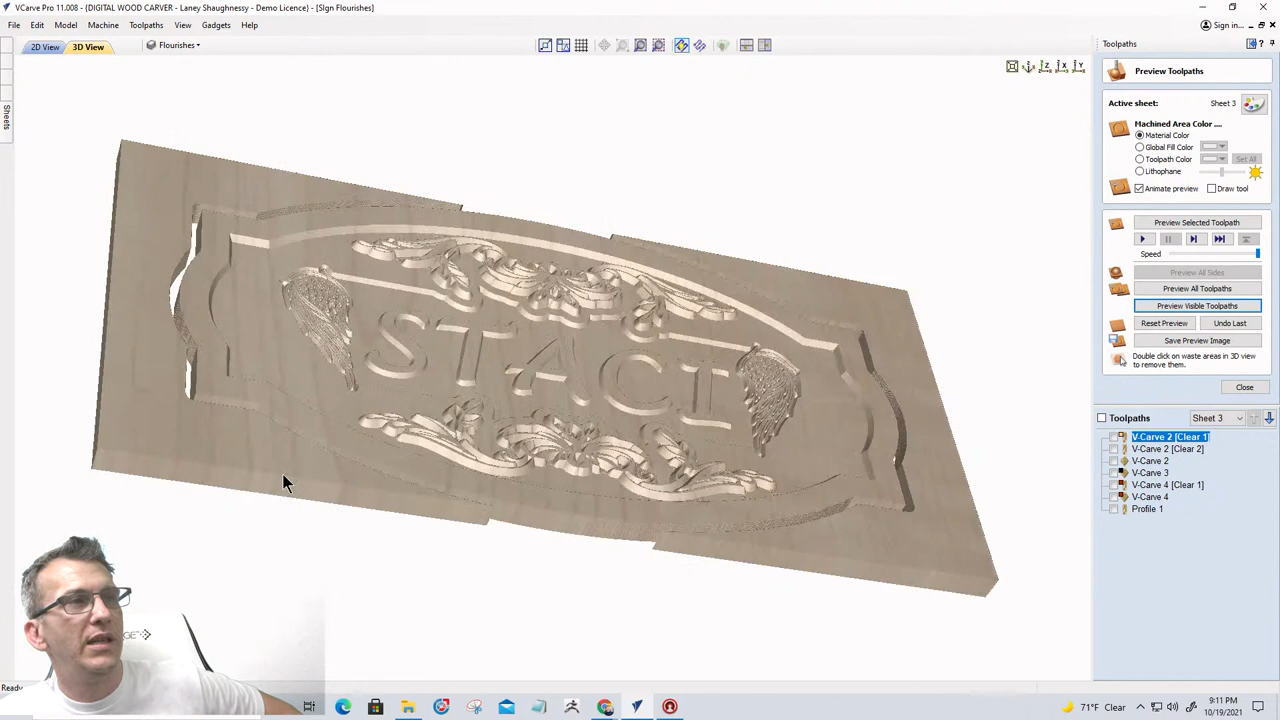 VCarve Pro 11.008 - {DIGITAL WOOD CARVER - Laney Shaughnessy - Demo Licence} - [SIgn Flourishes]
File Edit Model Machine Toolpaths View Gadgets Help
Sign in...
2D View 3D View Flourishes
Sheets
Toolpaths
Preview Toolpaths
Active sheet: Sheet 3
Machined Area Color ....
Material Color
Global Fill Color
Toolpath Color Set All
Lithophane
Animate preview Draw tool
Preview Selected Toolpath
Speed
Preview All Sides
Preview All Toolpaths
Preview Visible Toolpaths
Reset Preview Undo Last
Save Preview Image
Double click on waste areas in 3D view
to remove them.
Close
Toolpaths Sheet 3
V-Carve 2 [Clear 1]
V-Carve 2 [Clear 2]
V-Carve 2
V-Carve 3
V-Carve 4 [Clear 1]
V-Carve 4
Profile 1
STACI
Ready
71°F Clear
9:11 PM
10/19/2021